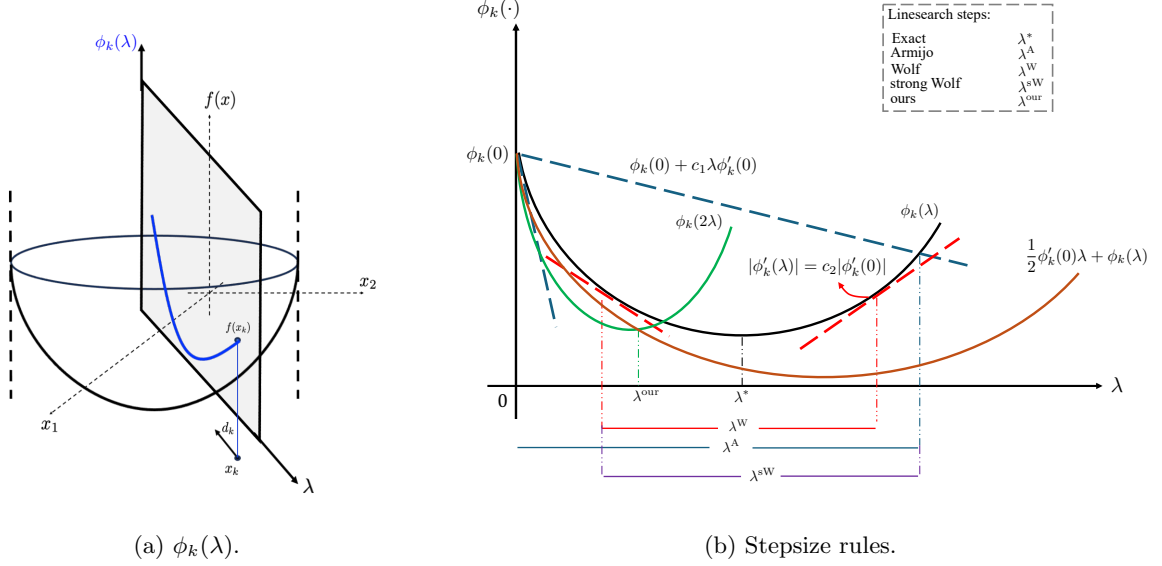 ϕ_k(λ)
f(x)
x_2
f(x_k)
x_1
d_k
x_k
λ
(a) ϕ_k(λ).
ϕ_k(·)
Linesearch steps:
Exact λ^*
Armijo λ^A
Wolf λ^W
strong Wolf λ^sW
ours λ^our
ϕ_k(0)
ϕ_k(0) + c_1λϕ′_k(0)
ϕ_k(2λ)
ϕ_k(λ)
1/2 ϕ′_k(0)λ + ϕ_k(λ)
|ϕ′_k(λ)| = c_2|ϕ′_k(0)|
0
λ^our
λ^*
λ
λ^W
λ^A
λ^sW
(b) Stepsize rules.